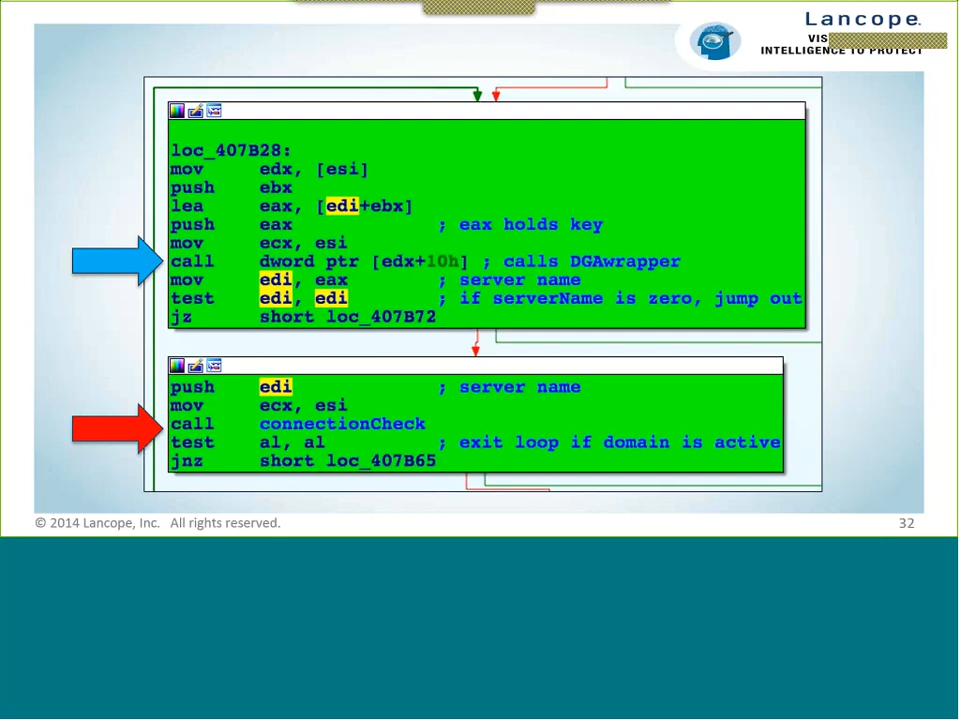 Lancope.
VIS
INTELLIGENCE TO PROTECT
loc_407B28:
mov edx, [esi]
push ebx
lea eax, [edi+ebx]
push eax ; eax holds key
mov ecx, esi
call dword ptr [edx+10h] ; calls DGAwrapper
mov edi, eax ; server name
test edi, edi ; if serverName is zero, jump out
jz short loc_407B72
push edi ; server name
mov ecx, esi
call connectionCheck
test al, al ; exit loop if domain is active
jnz short loc_407B65
© 2014 Lancope, Inc. All rights reserved.
32